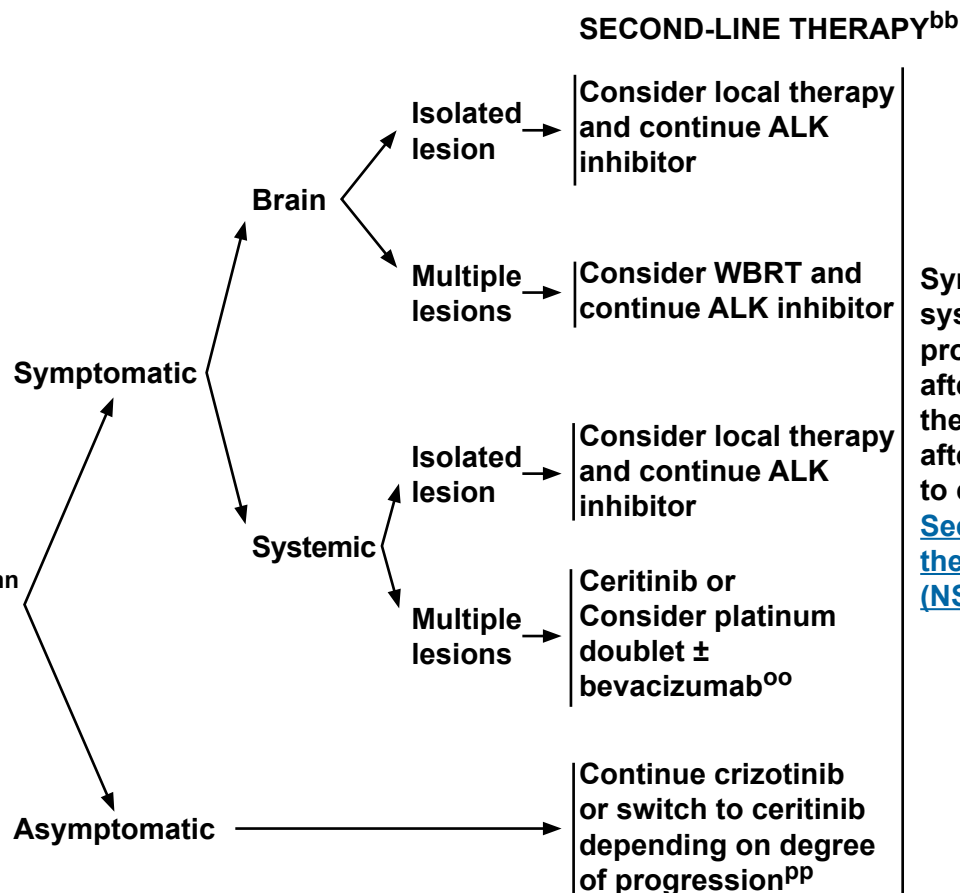 SECOND-LINE THERAPYbb
Isolated
lesion
Consider local therapy
and continue ALK
inhibitor
Brain
Multiple
lesions
Consider WBRT and
continue ALK inhibitor
Symptomatic
Isolated
lesion
Consider local therapy
and continue ALK
inhibitor
Systemic
Multiple
lesions
Ceritinib or
Consider platinum
doublet ±
bevacizumaboo
Asymptomatic
Continue crizotinib
or switch to ceritinib
depending on degree
of progressionpp
to